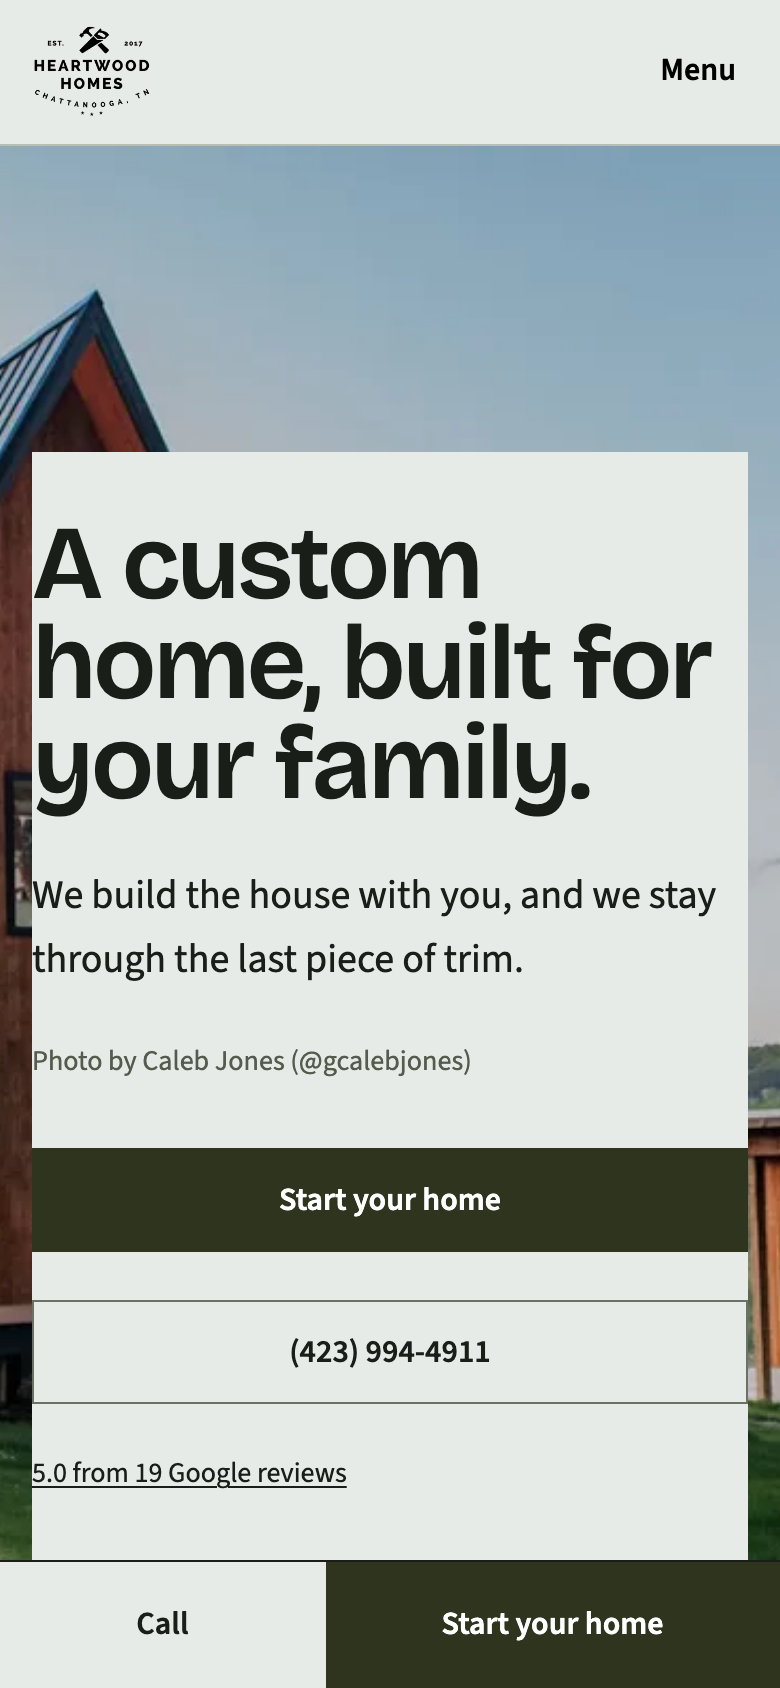 EST. 2017
HEARTWOOD
HOMES
CHATTANOOGA, TN
Menu
A custom
home, built for
your family.
We build the house with you, and we stay
through the last piece of trim.
Photo by Caleb Jones (@gcalebjones)
Start your home
(423) 994-4911
5.0 from 19 Google reviews
Call
Start your home